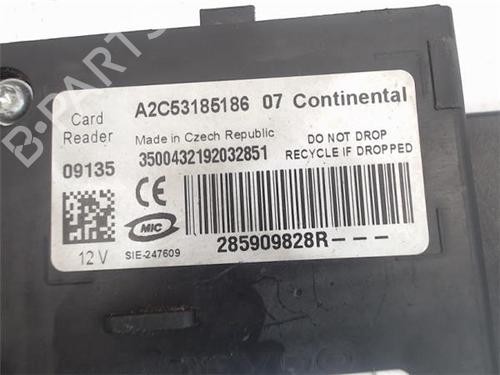 B-PARTS
A2C53185186 07 Continental
Card Reader
Made in Czech Republic
DO NOT DROP
RECYCLE IF DROPPED
09135
3500432192032851
CE
MIC
285909828R---
12 V
SIE-247609